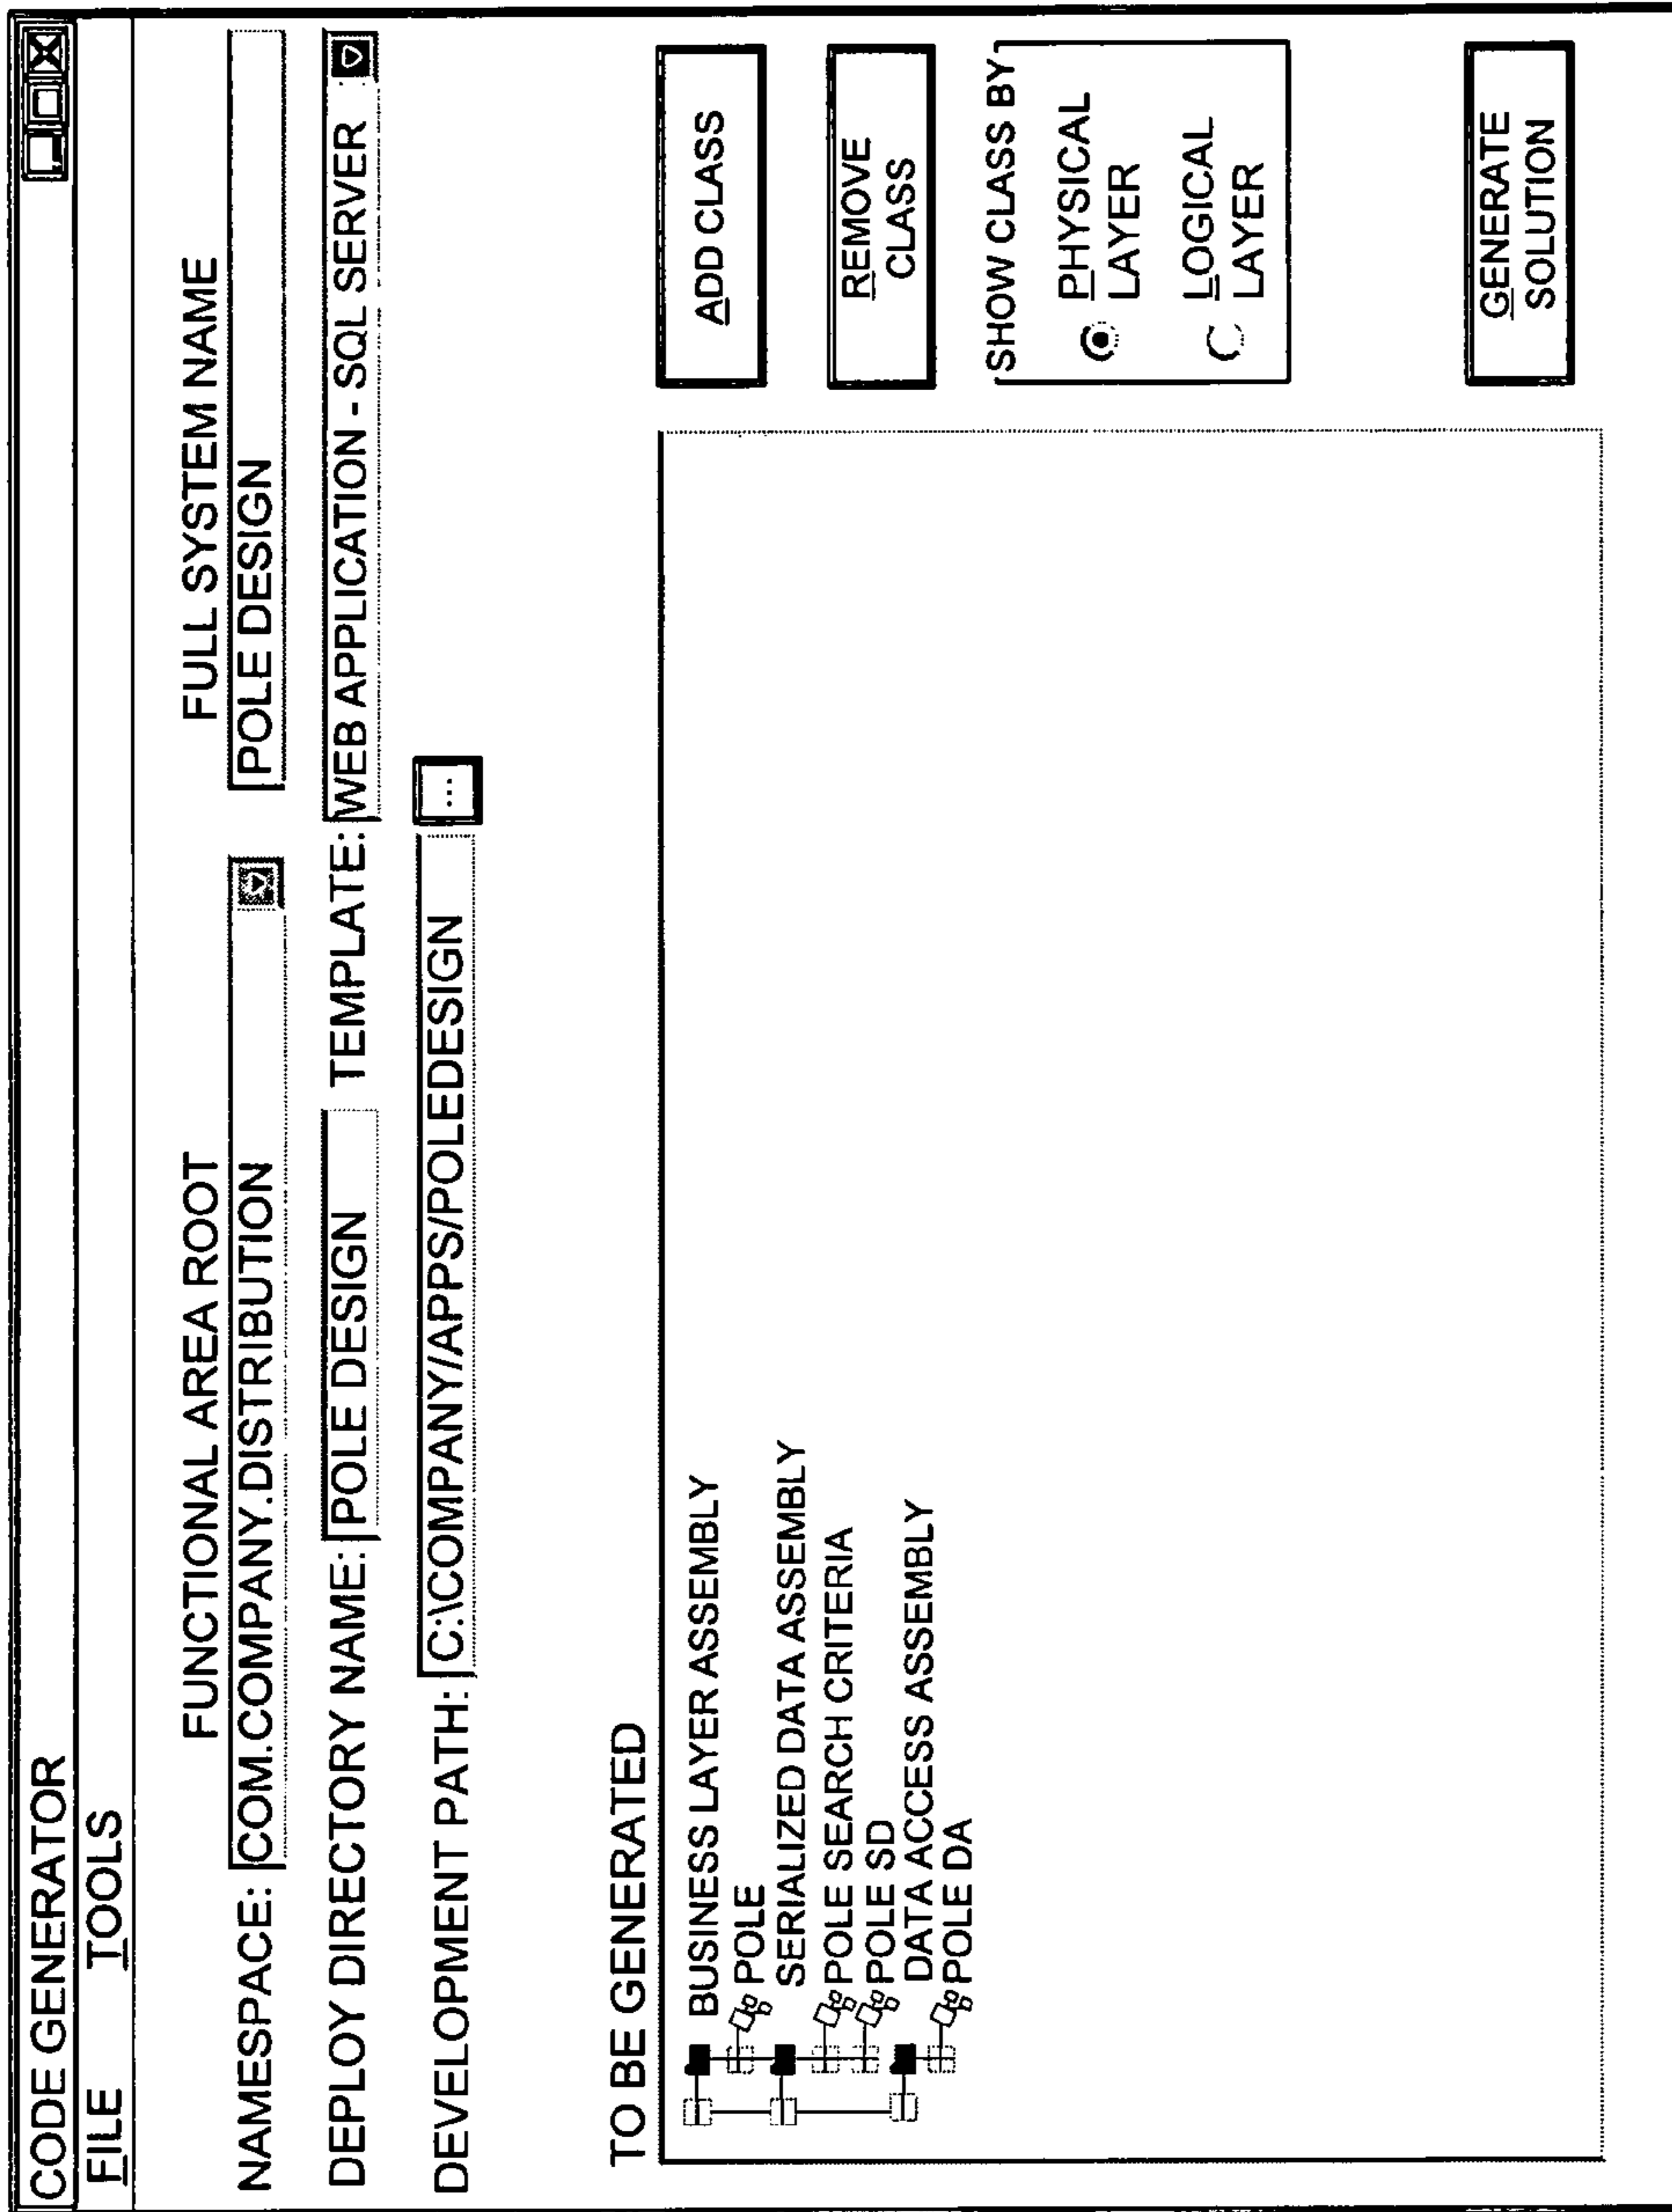 CODE GENERATOR
FILE TOOLS
FUNCTIONAL AREA ROOT FULL SYSTEM NAME
NAMESPACE: COM.COMPANY.DISTRIBUTION POLE DESIGN
DEPLOY DIRECTORY NAME: POLE DESIGN TEMPLATE: WEB APPLICATION - SQL SERVER
DEVELOPMENT PATH: C:\COMPANY/APPS/POLEDESIGN ...
TO BE GENERATED
BUSINESS LAYER ASSEMBLY
POLE
SERIALIZED DATA ASSEMBLY
POLE SEARCH CRITERIA
POLE SD
DATA ACCESS ASSEMBLY
POLE DA
ADD CLASS
REMOVE
CLASS
SHOW CLASS BY
PHYSICAL
LAYER
LOGICAL
LAYER
GENERATE
SOLUTION